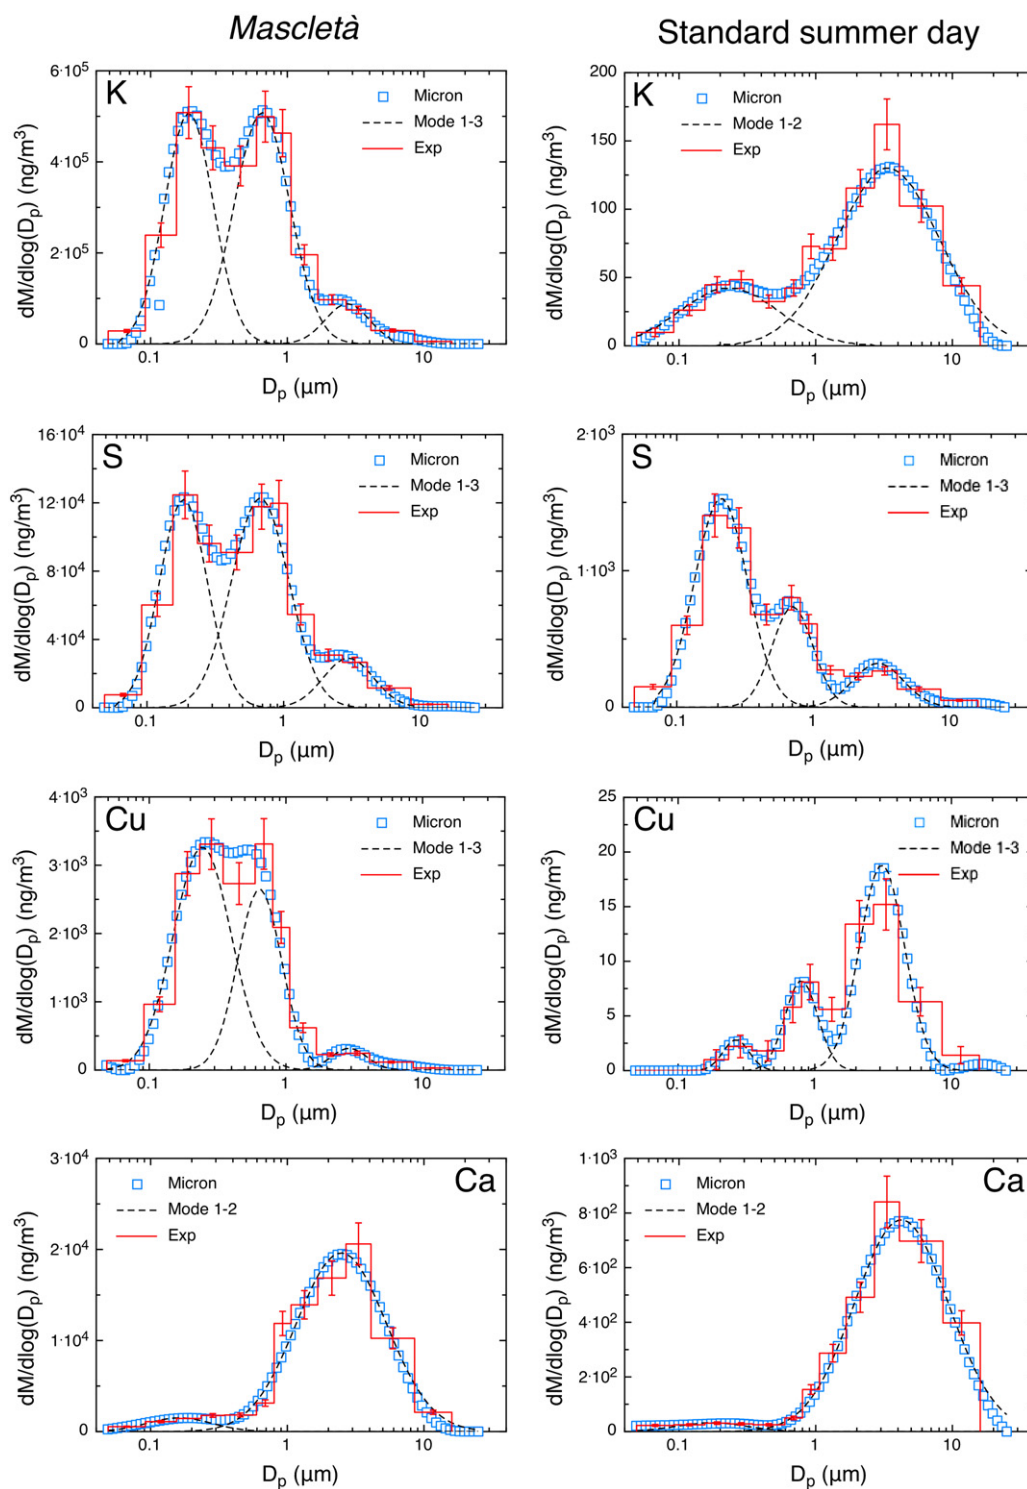 Mascletà
Standard summer day
K
Micron
Mode 1-3
Exp
6·10⁵
4·10⁵
2·10⁵
0
dM/dlog(Dₚ) (ng/m³)
0.1 1 10
Dₚ (μm)
K
Micron
Mode 1-2
Exp
200
150
100
50
0
dM/dlog(Dₚ) (ng/m³)
0.1 1 10
Dₚ (μm)
S
Micron
Mode 1-3
Exp
16·10⁴
12·10⁴
8·10⁴
4·10⁴
0
dM/dlog(Dₚ) (ng/m³)
0.1 1 10
Dₚ (μm)
S
Micron
Mode 1-3
Exp
2·10³
1·10³
0
dM/dlog(Dₚ) (ng/m³)
0.1 1 10
Dₚ (μm)
Cu
Micron
Mode 1-3
Exp
4·10³
3·10³
2·10³
1·10³
0
dM/dlog(Dₚ) (ng/m³)
0.1 1 10
Dₚ (μm)
Cu
Micron
Mode 1-3
Exp
25
20
15
10
5
0
dM/dlog(Dₚ) (ng/m³)
0.1 1 10
Dₚ (μm)
Ca
Micron
Mode 1-2
Exp
3·10⁴
2·10⁴
1·10⁴
0
dM/dlog(Dₚ) (ng/m³)
0.1 1 10
Dₚ (μm)
Ca
Micron
Mode 1-2
Exp
1·10³
8·10²
6·10²
4·10²
2·10²
0
dM/dlog(Dₚ) (ng/m³)
0.1 1 10
Dₚ (μm)